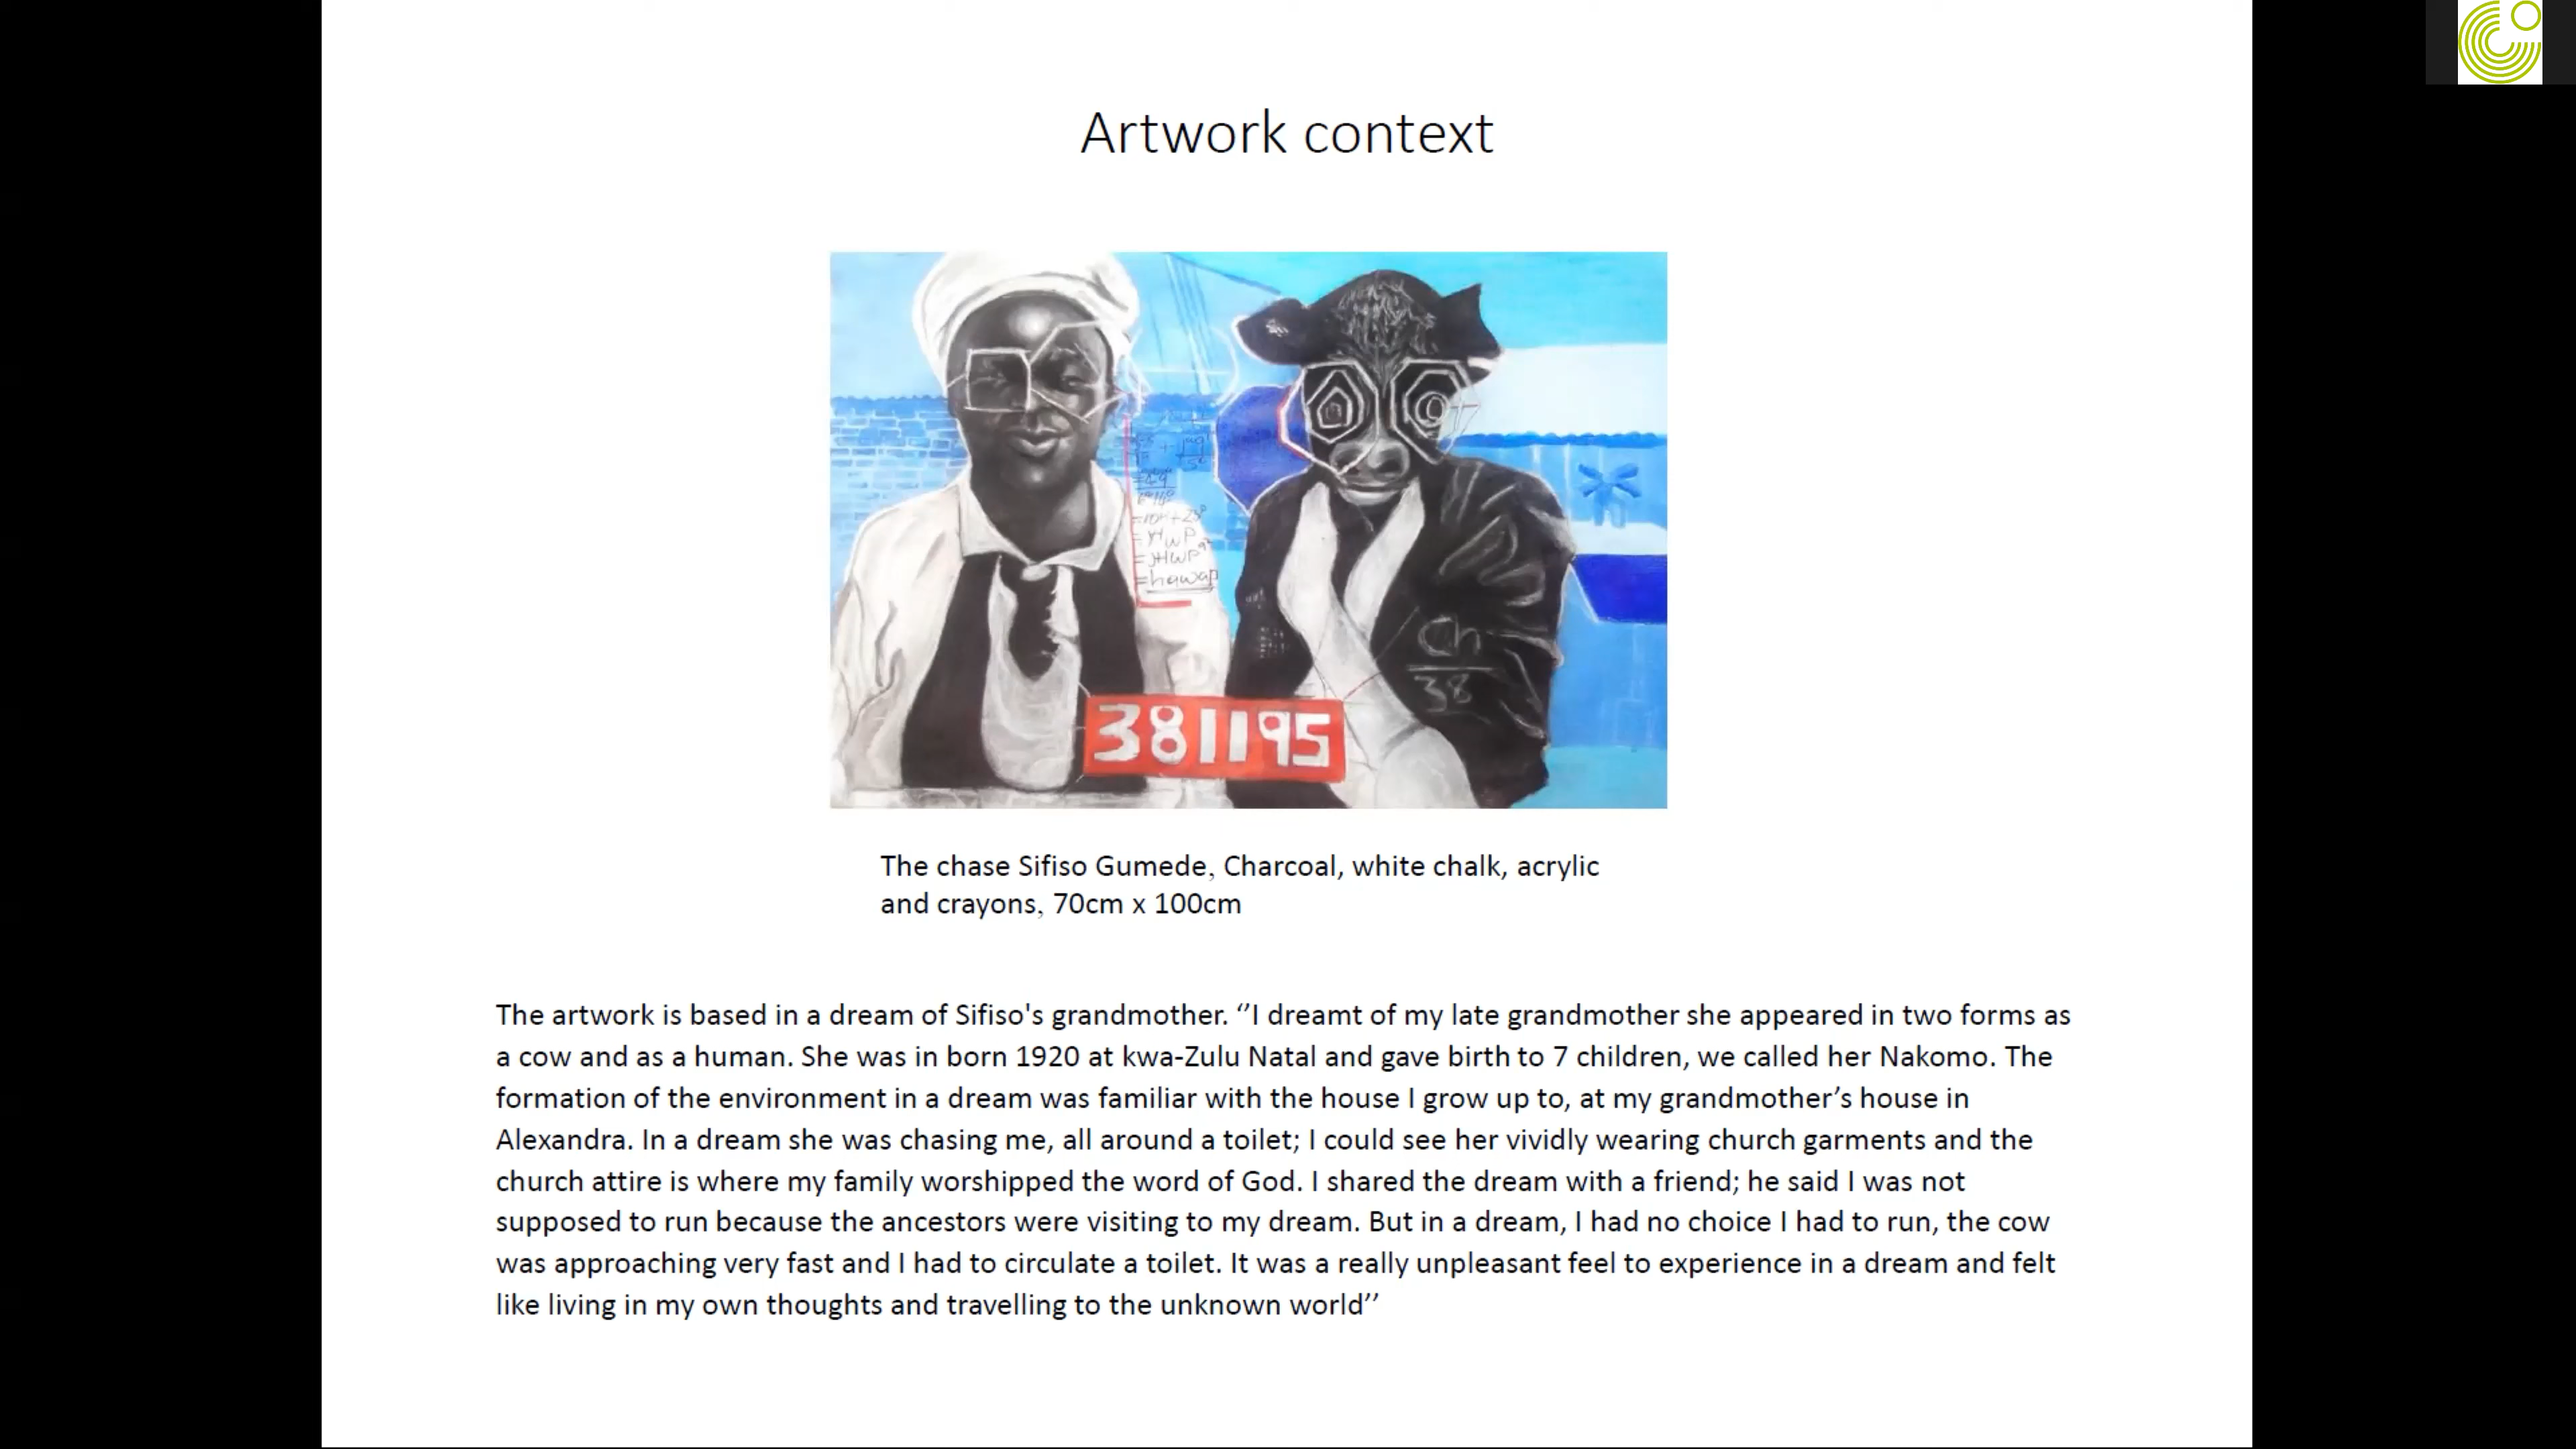 Artwork context
= YHWP
= hawap
Ch
38
381195
The chase Sifiso Gumede, Charcoal, white chalk, acrylic
and crayons, 70cm x 100cm
The artwork is based in a dream of Sifiso's grandmother. ‘’I dreamt of my late grandmother she appeared in two forms as
a cow and as a human. She was in born 1920 at kwa-Zulu Natal and gave birth to 7 children, we called her Nakomo. The
formation of the environment in a dream was familiar with the house I grow up to, at my grandmother’s house in
Alexandra. In a dream she was chasing me, all around a toilet; I could see her vividly wearing church garments and the
church attire is where my family worshipped the word of God. I shared the dream with a friend; he said I was not
supposed to run because the ancestors were visiting to my dream. But in a dream, I had no choice I had to run, the cow
was approaching very fast and I had to circulate a toilet. It was a really unpleasant feel to experience in a dream and felt
like living in my own thoughts and travelling to the unknown world’’